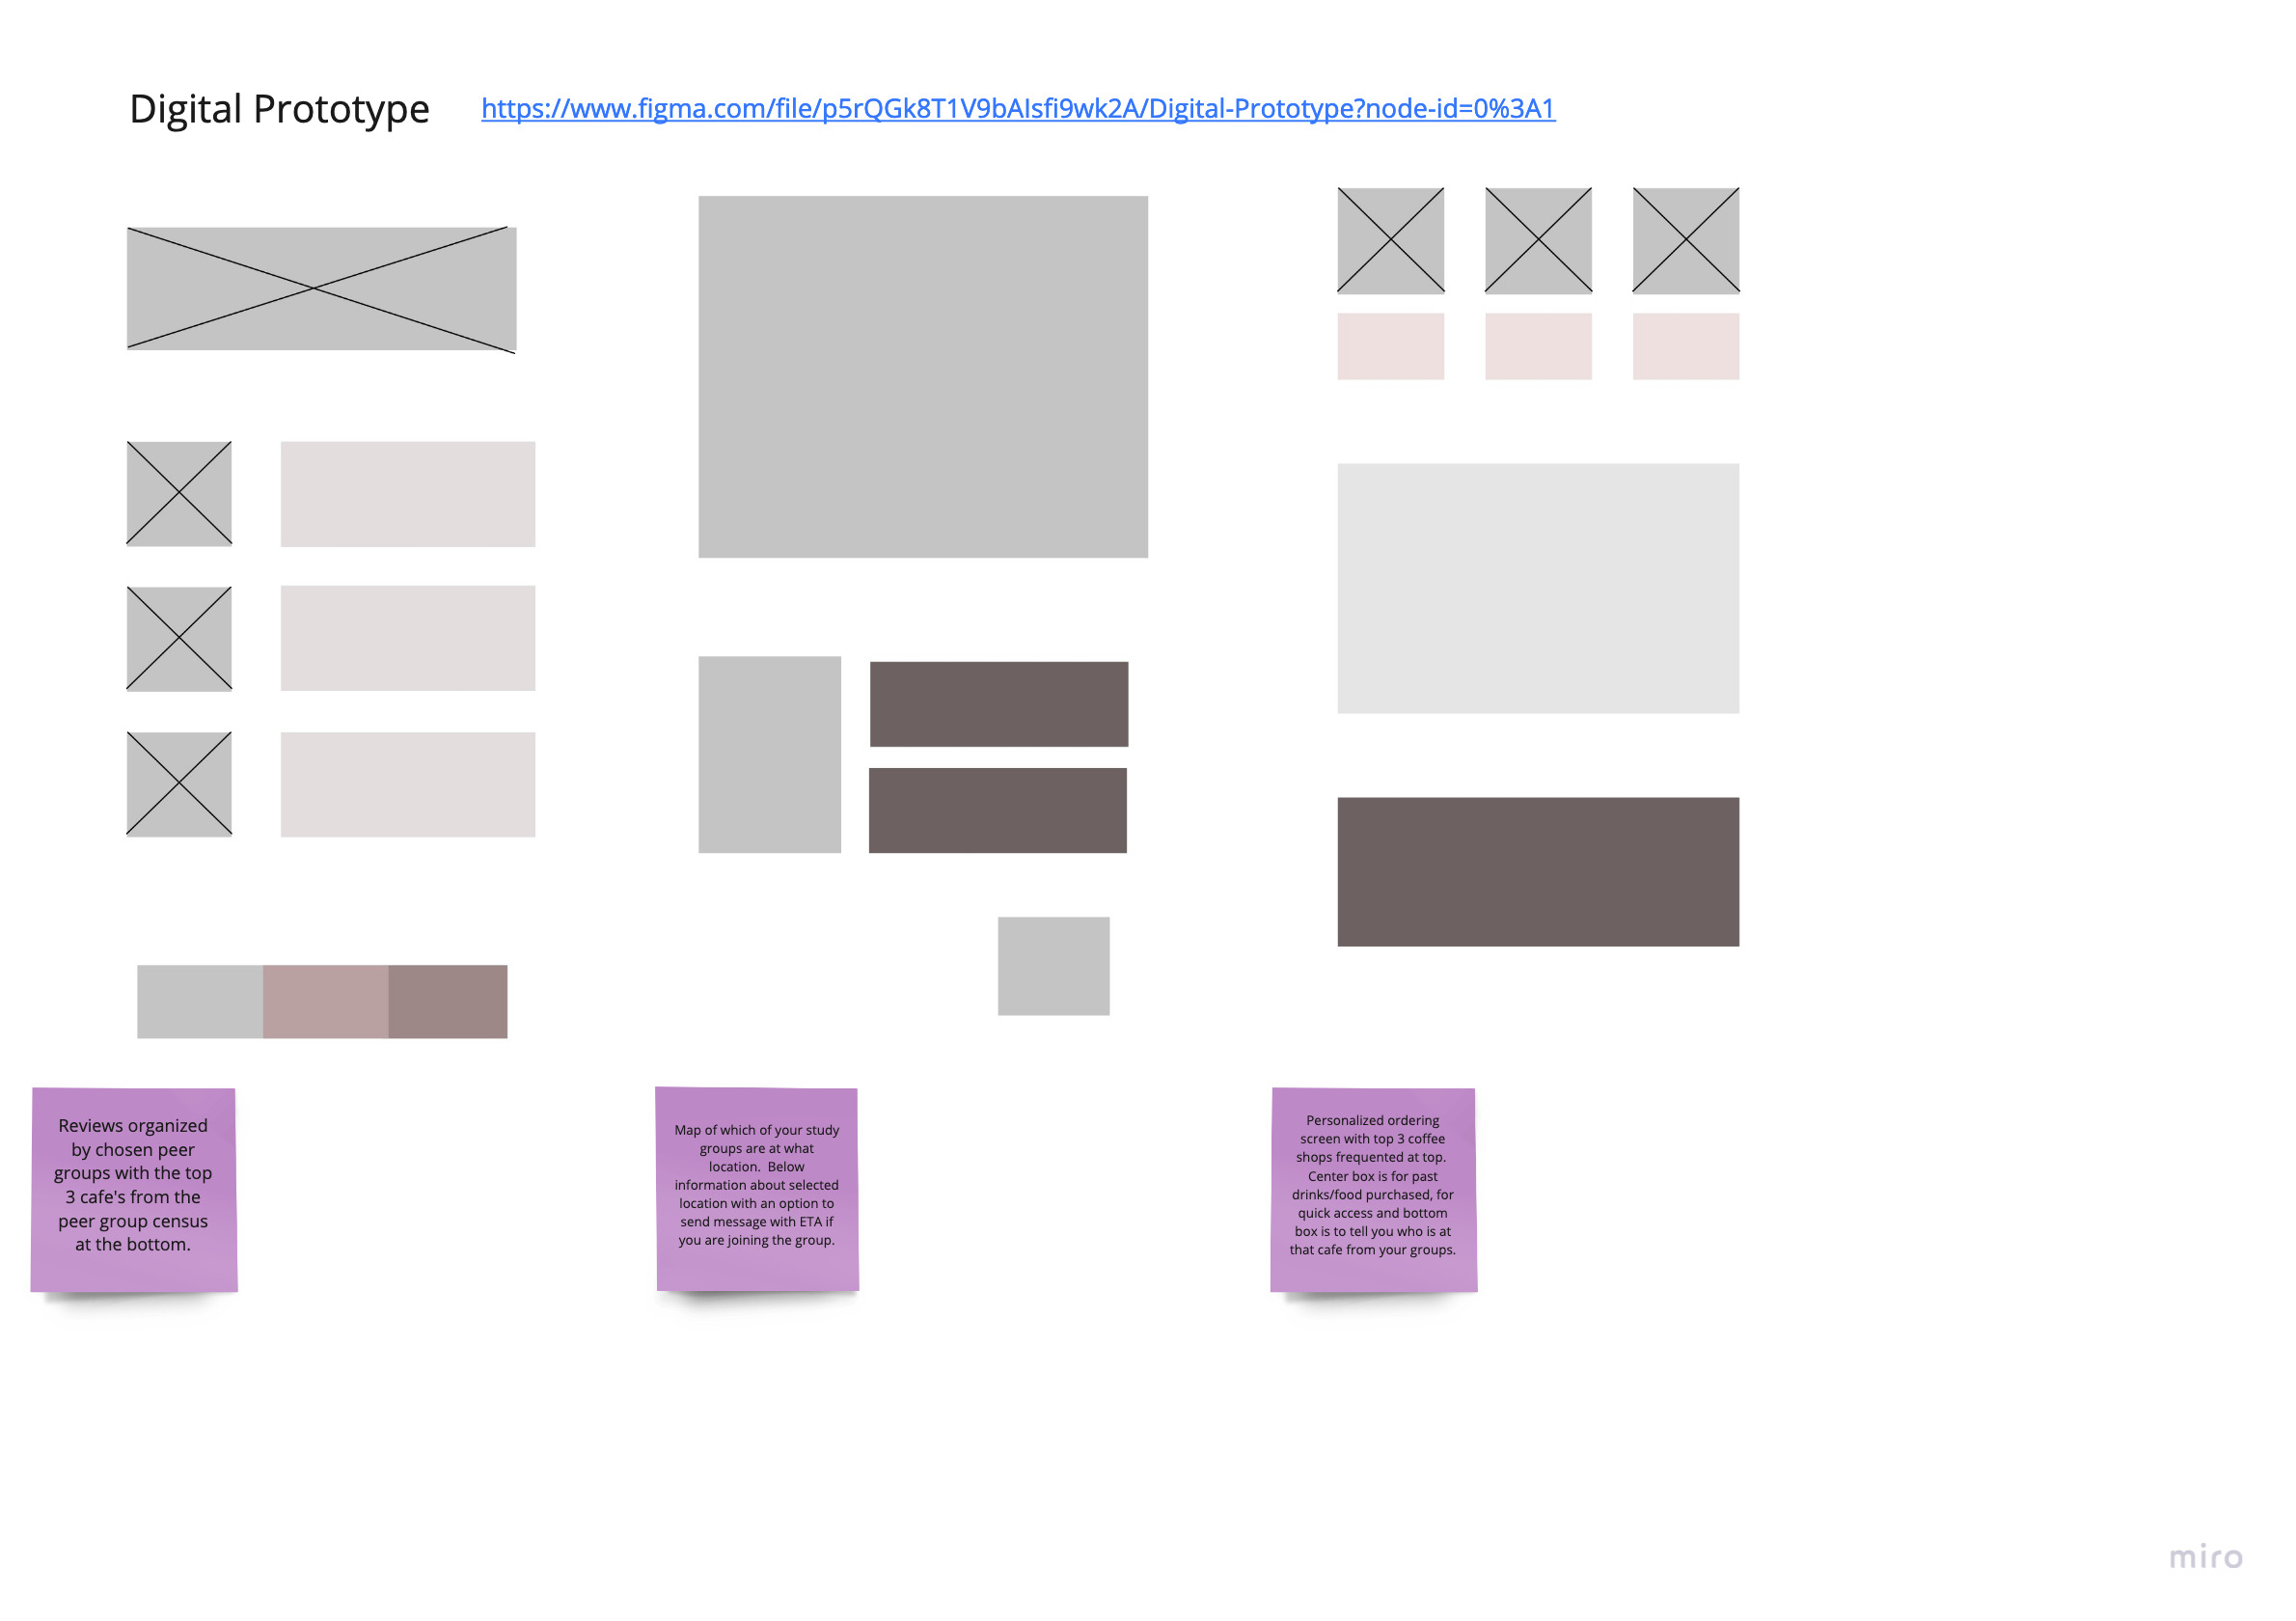 Digital Prototype
https://www.figma.com/file/p5rQGk8T1V9bAIsfi9wk2A/Digital-Prototype?node-id=0%3A1
Reviews organized
by chosen peer
groups with the top
3 cafe's from the
peer group census
at the bottom.
Map of which of your study
groups are at what
location.  Below
information about selected
location with an option to
send message with ETA if
you are joining the group.
Personalized ordering
screen with top 3 coffee
shops frequented at top.
Center box is for past
drinks/food purchased, for
quick access and bottom
box is to tell you who is at
that cafe from your groups.
miro